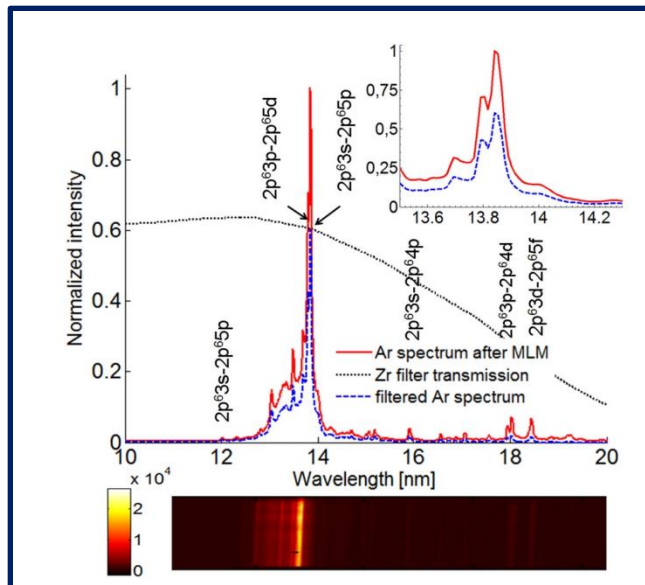 2p⁶3p-2p⁶5d
2p⁶3s-2p⁶5p
1
0,75
0,5
0,25
0
13.6
13.8
14
14.2
Normalized intensity
1
0.8
0.6
0.4
0.2
0
2p⁶3s-2p⁶5p
2p⁶3s-2p⁶4p
2p⁶3p-2p⁶4d
2p⁶3d-2p⁶5f
Ar spectrum after MLM
Zr filter transmission
filtered Ar spectrum
10
12
14
16
18
20
Wavelength [nm]
x 10⁴
2
1
0